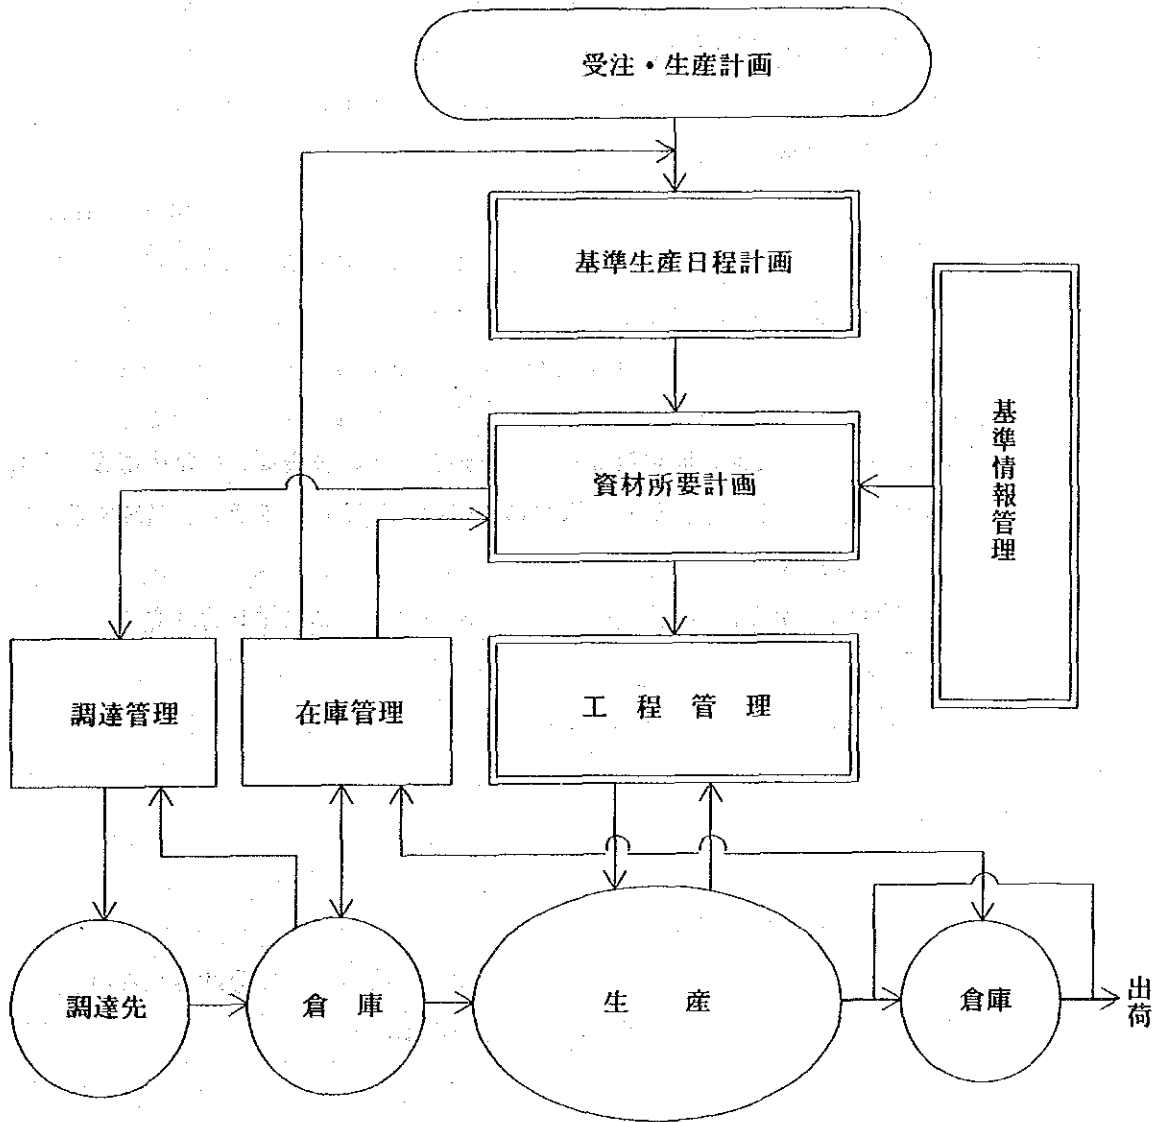 受注・生産計画
基準生産日程計画
基準情報管理
資材所要計画
調達管理
在庫管理
工程管理
調達先
倉庫
生産
倉庫
出荷